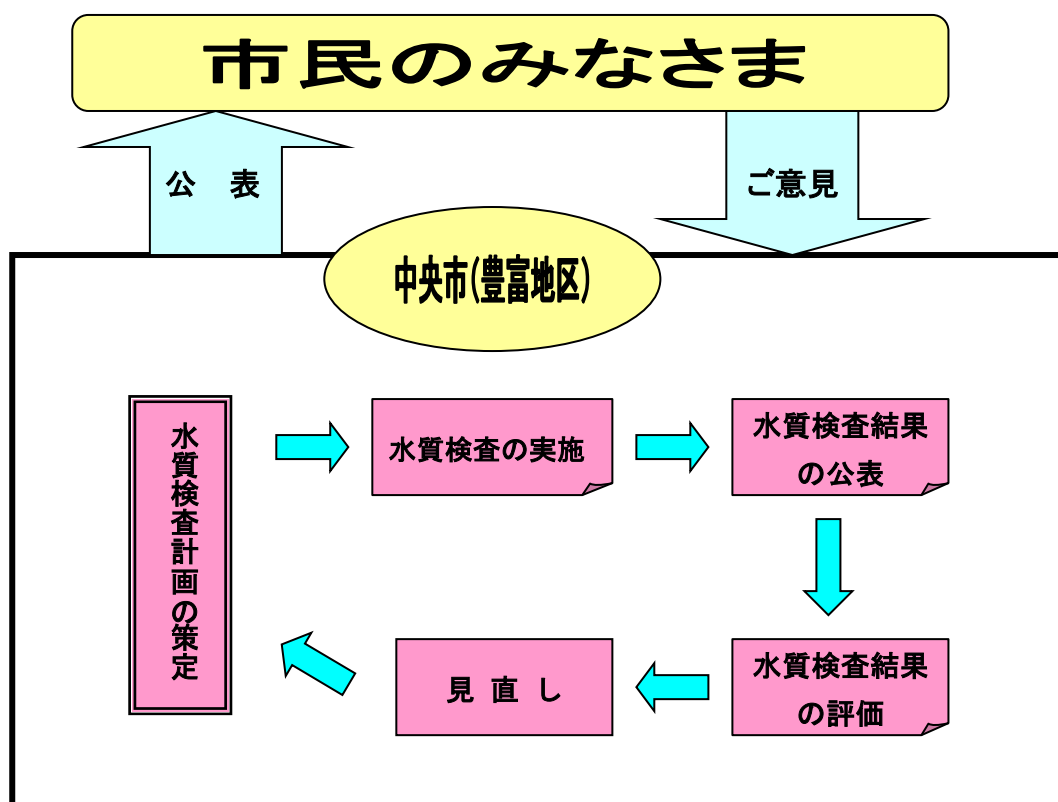 市民のみなさま
公　表
ご意見
中央市(豊富地区)
水質検査計画の策定
水質検査の実施
水質検査結果
の公表
水質検査結果
の評価
見 直 し